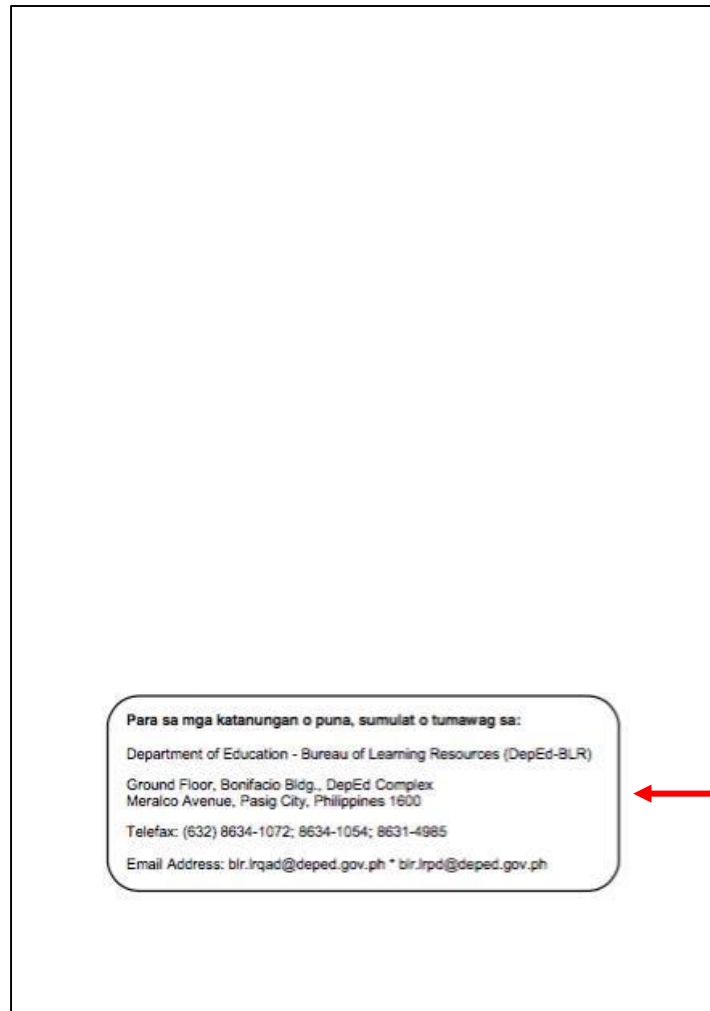 Para sa mga katanungan o puna, sumulat o tumawag sa:
Department of Education - Bureau of Learning Resources (DepEd-BLR)
Ground Floor, Bonifacio Bldg., DepEd Complex
Meralco Avenue, Pasig City, Philippines 1600
Telefax: (632) 8634-1072; 8634-1054; 8631-4985
Email Address: blr.lrqad@deped.gov.ph * blr.lrpd@deped.gov.ph